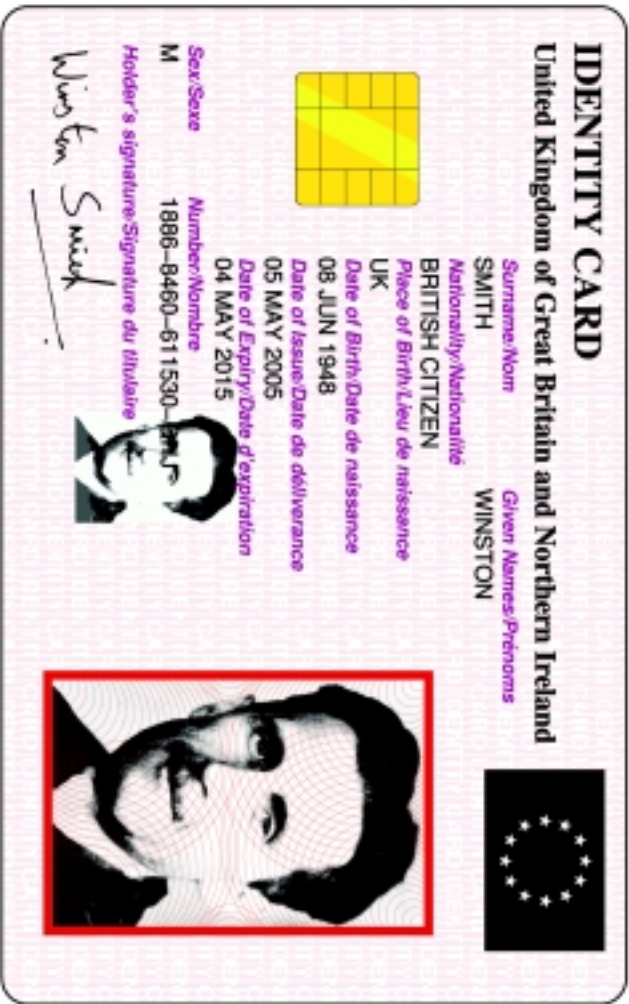 IDENTITY CARD
United Kingdom of Great Britain and Northern Ireland
Surname/Nom Given Names/Prénoms
SMITH WINSTON
Nationality/Nationalité
BRITISH CITIZEN
Place of Birth/Lieu de naissance
UK
Date of Birth/Date de naissance
08 JUN 1948
Date of Issue/Date de déliverance
05 MAY 2005
Date of Expiry/Date d'expiration
04 MAY 2015
Sex/Sexe Number/Nombre
M 1886–8460–611530–
Holder's signature/Signature du titulaire
Winston Smith